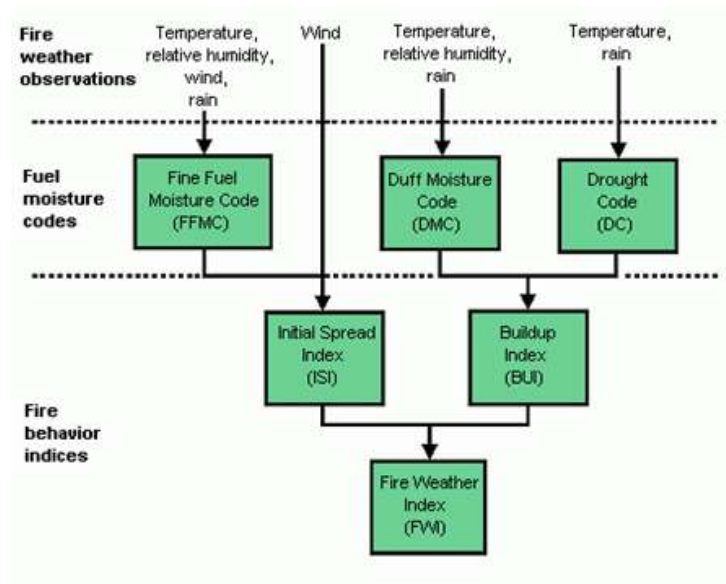 Fire
weather
observations
Temperature,
relative humidity,
wind,
rain
Wind
Temperature,
relative humidity,
rain
Temperature,
rain
Fuel
moisture
codes
Fine Fuel
Moisture Code
(FFMC)
Duff Moisture
Code
(DMC)
Drought
Code
(DC)
Fire
behavior
indices
Initial Spread
Index
(ISI)
Buildup
Index
(BUI)
Fire Weather
Index
(FWI)